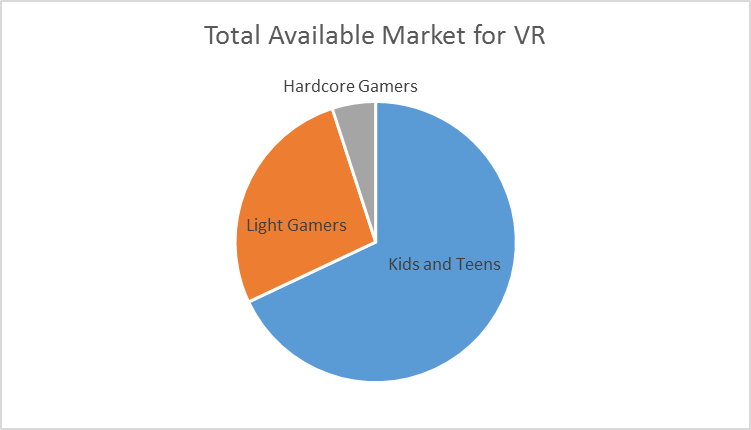 Total Available Market for VR
Hardcore Gamers
Light Gamers
Kids and Teens